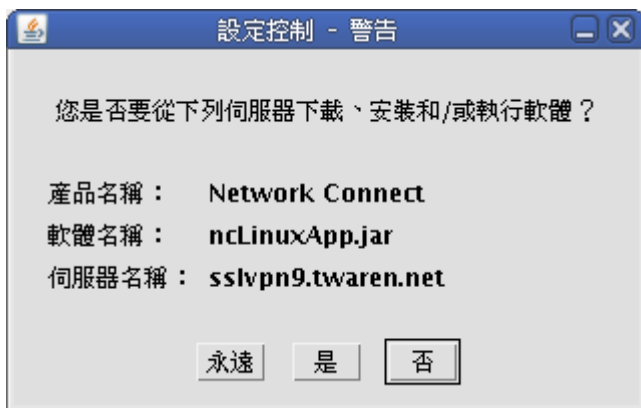 設定控制 - 警告
您是否要從下列伺服器下載、安裝和/或執行軟體？
產品名稱： Network Connect
軟體名稱： ncLinuxApp.jar
伺服器名稱： sslvpn9.twaren.net
永遠 是 否